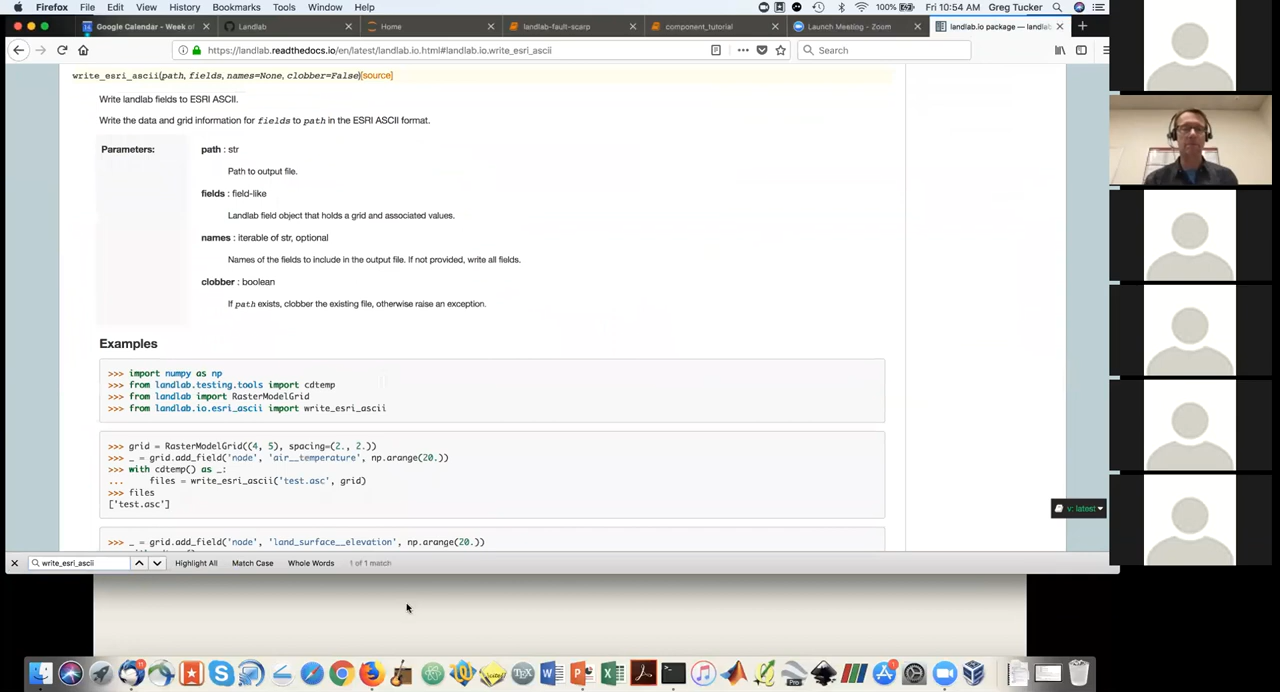 Firefox File Edit View History Bookmarks Tools Window Help 100% Fri 10:54 AM Greg Tucker
Google Calendar - Week of Landlab Home landlab-fault-scarp component_tutorial Launch Meeting - Zoom landlab.io package — landlab
https://landlab.readthedocs.io/en/latest/landlab.io.html#landlab.io.write_esri_ascii Search
write_esri_ascii(path, fields, names=None, clobber=False)[source]
Write landlab fields to ESRI ASCII.
Write the data and grid information for fields to path in the ESRI ASCII format.
Parameters: path : str
Path to output file.
fields : field-like
Landlab field object that holds a grid and associated values.
names : iterable of str, optional
Names of the fields to include in the output file. If not provided, write all fields.
clobber : boolean
If path exists, clobber the existing file, otherwise raise an exception.
Examples
>>> import numpy as np
>>> from landlab.testing.tools import cdtemp
>>> from landlab import RasterModelGrid
>>> from landlab.io.esri_ascii import write_esri_ascii
>>> grid = RasterModelGrid((4, 5), spacing=(2., 2.))
>>> _ = grid.add_field('node', 'air__temperature', np.arange(20.))
>>> with cdtemp() as _:
... files = write_esri_ascii('test.asc', grid)
>>> files
['test.asc']
v: latest
>>> _ = grid.add_field('node', 'land_surface__elevation', np.arange(20.))
write_esri_ascii Highlight All Match Case Whole Words 1 of 1 match